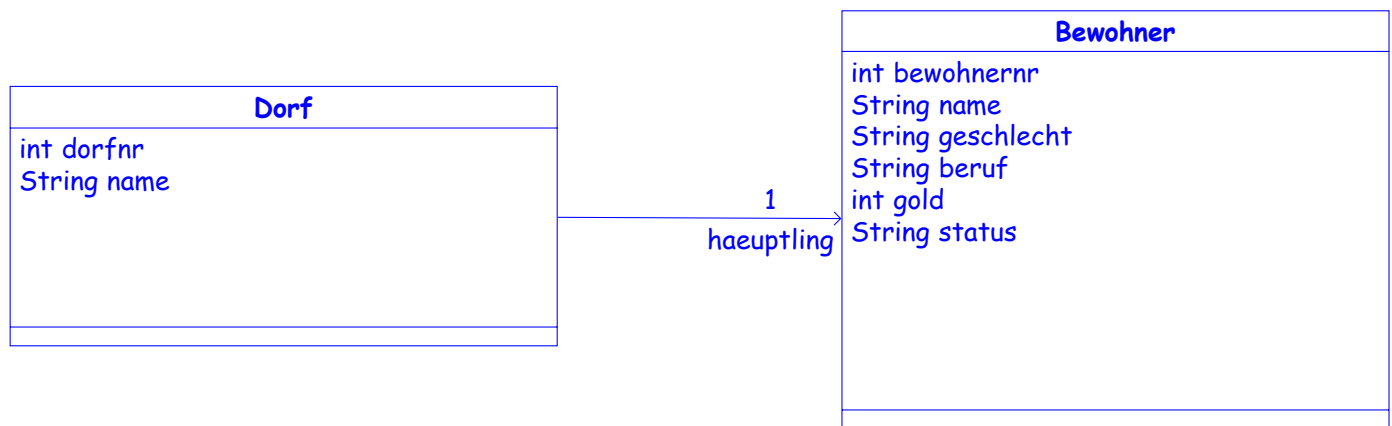 Dorf
int dorfnr
String name
1
haeuptling
Bewohner
int bewohnernr
String name
String geschlecht
String beruf
int gold
String status